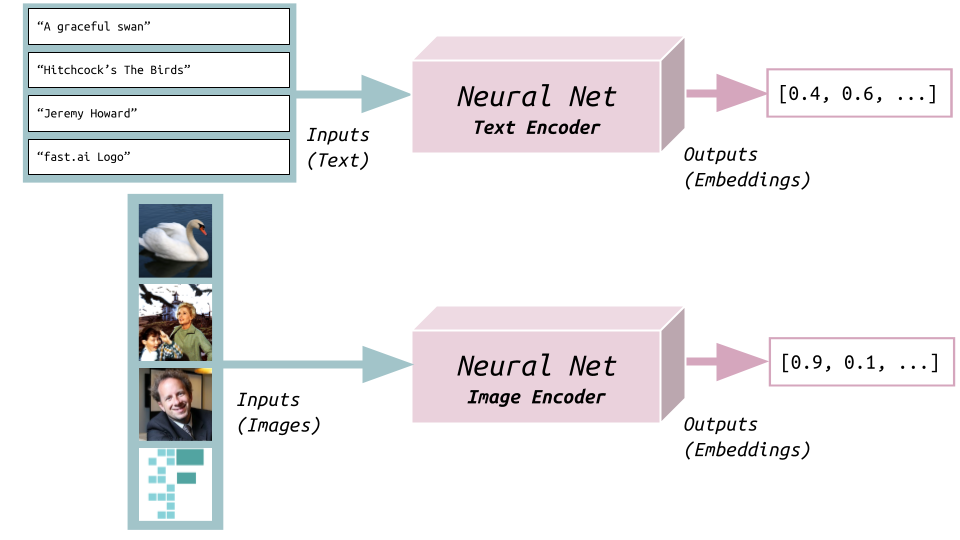 “A graceful swan”
“Hitchcock’s The Birds”
“Jeremy Howard”
“fast.ai Logo”
Inputs
(Text)
Neural Net
Text Encoder
[0.4, 0.6, ...]
Outputs
(Embeddings)
Inputs
(Images)
Neural Net
Image Encoder
[0.9, 0.1, ...]
Outputs
(Embeddings)